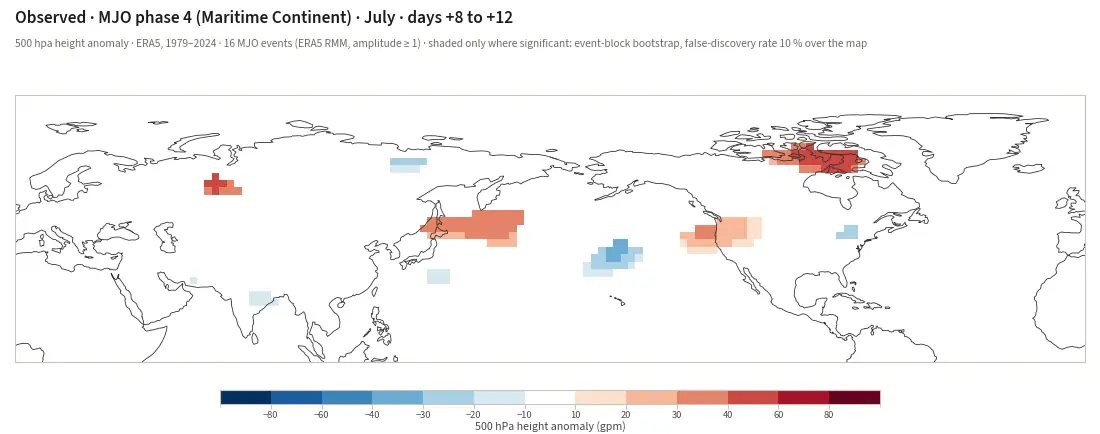 Observed · MJO phase 4 (Maritime Continent) · July · days +8 to +12
500 hpa height anomaly · ERA5, 1979–2024 · 16 MJO events (ERA5 RMM, amplitude ≥ 1) · shaded only where significant: event-block bootstrap, false-discovery rate 10 % over the map
−80 −60 −40 −30 −20 −10 10 20 30 40 60 80
500 hPa height anomaly (gpm)